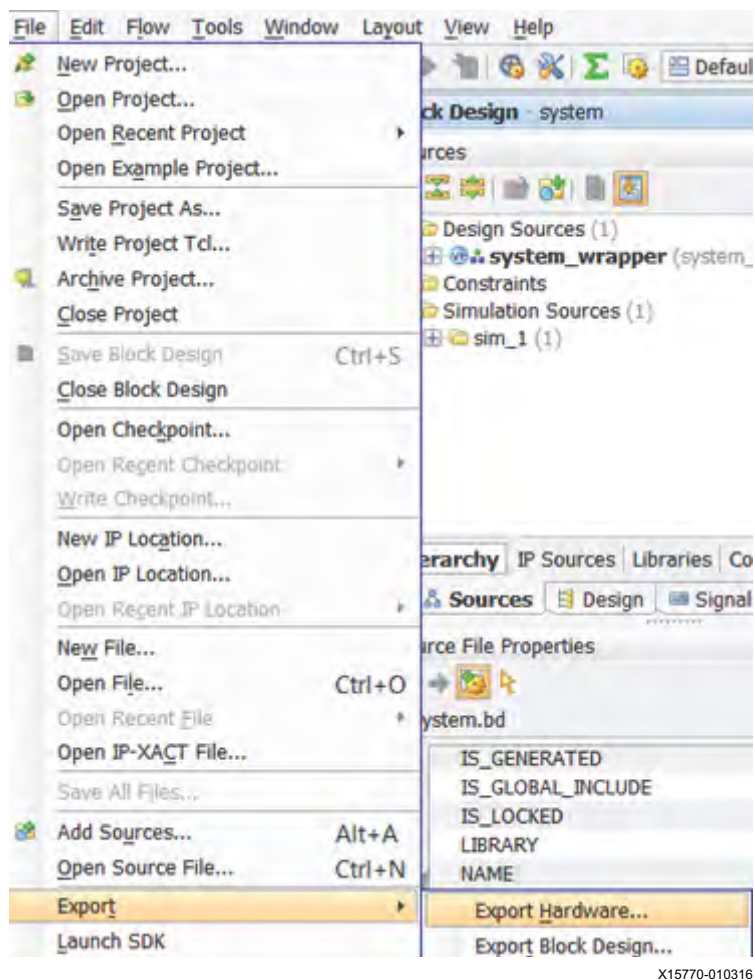 File Edit Flow Tools Window Layout View Help
New Project...
Open Project...
Open Recent Project
Open Example Project...
Save Project As...
Write Project Tcl...
Archive Project...
Close Project
Save Block Design Ctrl+S
Close Block Design
Open Checkpoint...
Open Recent Checkpoint
Write Checkpoint...
New IP Location...
Open IP Location...
Open Recent IP Location
New File...
Open File... Ctrl+O
Open Recent File
Open IP-XACT File...
Save All Files...
Add Sources... Alt+A
Open Source File... Ctrl+N
Export
Launch SDK
Export Hardware...
Export Block Design...
Defaul
ck Design - system
urces
Design Sources (1)
system_wrapper (system_
Constraints
Simulation Sources (1)
sim_1 (1)
erarchy IP Sources Libraries Co
Sources Design Signal
urce File Properties
ystem.bd
IS_GENERATED
IS_GLOBAL_INCLUDE
IS_LOCKED
LIBRARY
NAME
X15770-010316